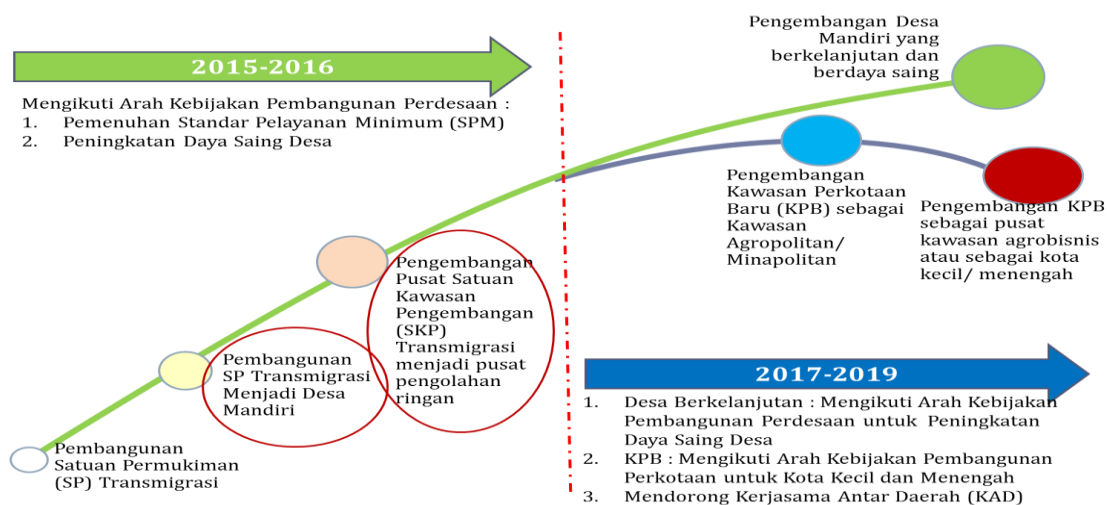 2015-2016
Mengikuti Arah Kebijakan Pembangunan Perdesaan :
1. Pemenuhan Standar Pelayanan Minimum (SPM)
2. Peningkatan Daya Saing Desa
Pengembangan Desa
Mandiri yang
berkelanjutan dan
berdaya saing
Pengembangan
Kawasan Perkotaan
Baru (KPB) sebagai
Kawasan
Agropolitan/
Minapolitan
Pengembangan KPB
sebagai pusat
kawasan agrobisnis
atau sebagai kota
kecil/ menengah
Pengembangan
Pusat Satuan
Kawasan
Pengembangan
(SKP)
Transmigrasi
menjadi pusat
pengolahan
ringan
Pembangunan
SP Transmigrasi
Menjadi Desa
Mandiri
Pembangunan
Satuan Permukiman
(SP) Transmigrasi
2017-2019
1. Desa Berkelanjutan : Mengikuti Arah Kebijakan
Pembangunan Perdesaan untuk Peningkatan
Daya Saing Desa
2. KPB : Mengikuti Arah Kebijakan Pembangunan
Perkotaan untuk Kota Kecil dan Menengah
3. Mendorong Kerjasama Antar Daerah (KAD)